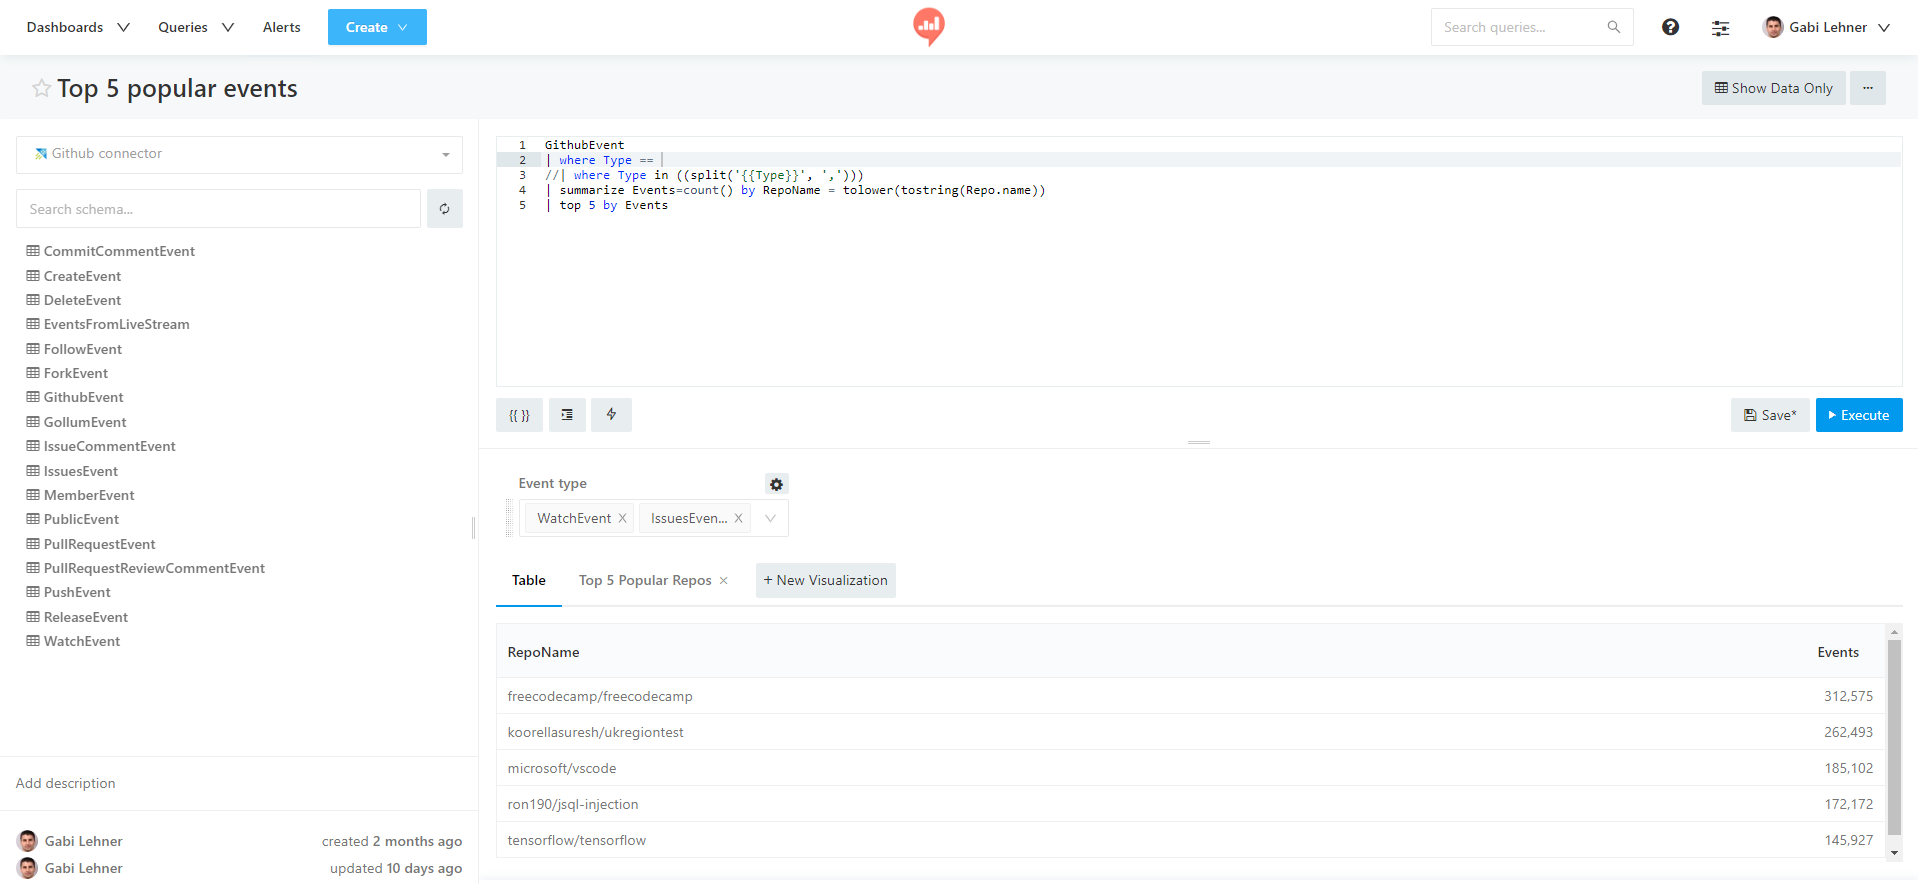 Dashboards Queries Alerts Create Search queries... Gabi Lehner
Top 5 popular events Show Data Only ...
Github connector
Search schema...
CommitCommentEvent
CreateEvent
DeleteEvent
EventsFromLiveStream
FollowEvent
ForkEvent
GithubEvent
GollumEvent
IssueCommentEvent
IssuesEvent
MemberEvent
PublicEvent
PullRequestEvent
PullRequestReviewCommentEvent
PushEvent
ReleaseEvent
WatchEvent
Add description
Gabi Lehner created 2 months ago
Gabi Lehner updated 10 days ago
1 GithubEvent
2 | where Type ==
3 //| where Type in ((split('{{Type}}', ',')))
4 | summarize Events=count() by RepoName = tolower(tostring(Repo.name))
5 | top 5 by Events
{{ }} Save* Execute
Event type
WatchEvent X IssuesEven... X
Table Top 5 Popular Repos × + New Visualization
RepoName Events
freecodecamp/freecodecamp 312,575
koorellasuresh/ukregiontest 262,493
microsoft/vscode 185,102
ron190/jsql-injection 172,172
tensorflow/tensorflow 145,927